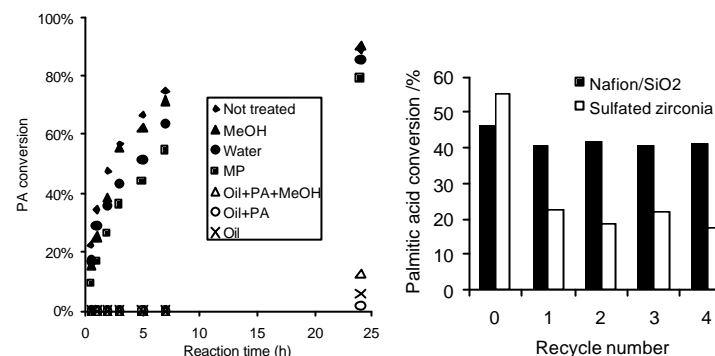 100%
80%
60%
40%
20%
0%
PA conversion
0
5
10
15
20
25
Reaction time (h)
Not treated
MeOH
Water
MP
Oil+PA+MeOH
Oil+PA
Oil
60
50
40
30
20
10
0
Palmitic acid conversion /%
Nafion/SiO2
Sulfated zirconia
0
1
2
3
4
Recycle number